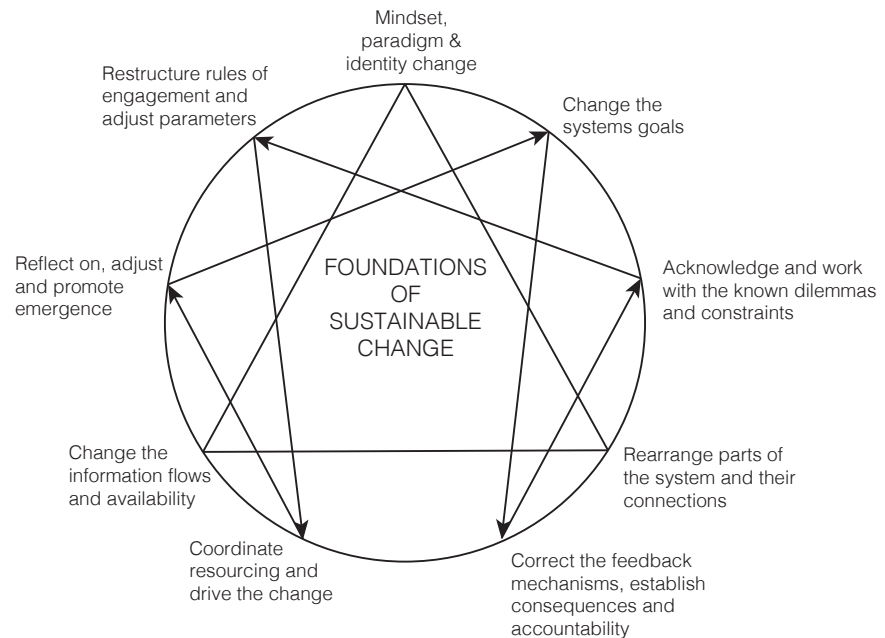 Mindset,
paradigm &
identity change
Change the
systems goals
Acknowledge and work
with the known dilemmas
and constraints
Rearrange parts of
the system and their
connections
Correct the feedback
mechanisms, establish
consequences and
accountability
Coordinate
resourcing and
drive the change
Change the
information flows
and availability
Reflect on, adjust
and promote
emergence
Restructure rules of
engagement and
adjust parameters
FOUNDATIONS
OF
SUSTAINABLE
CHANGE